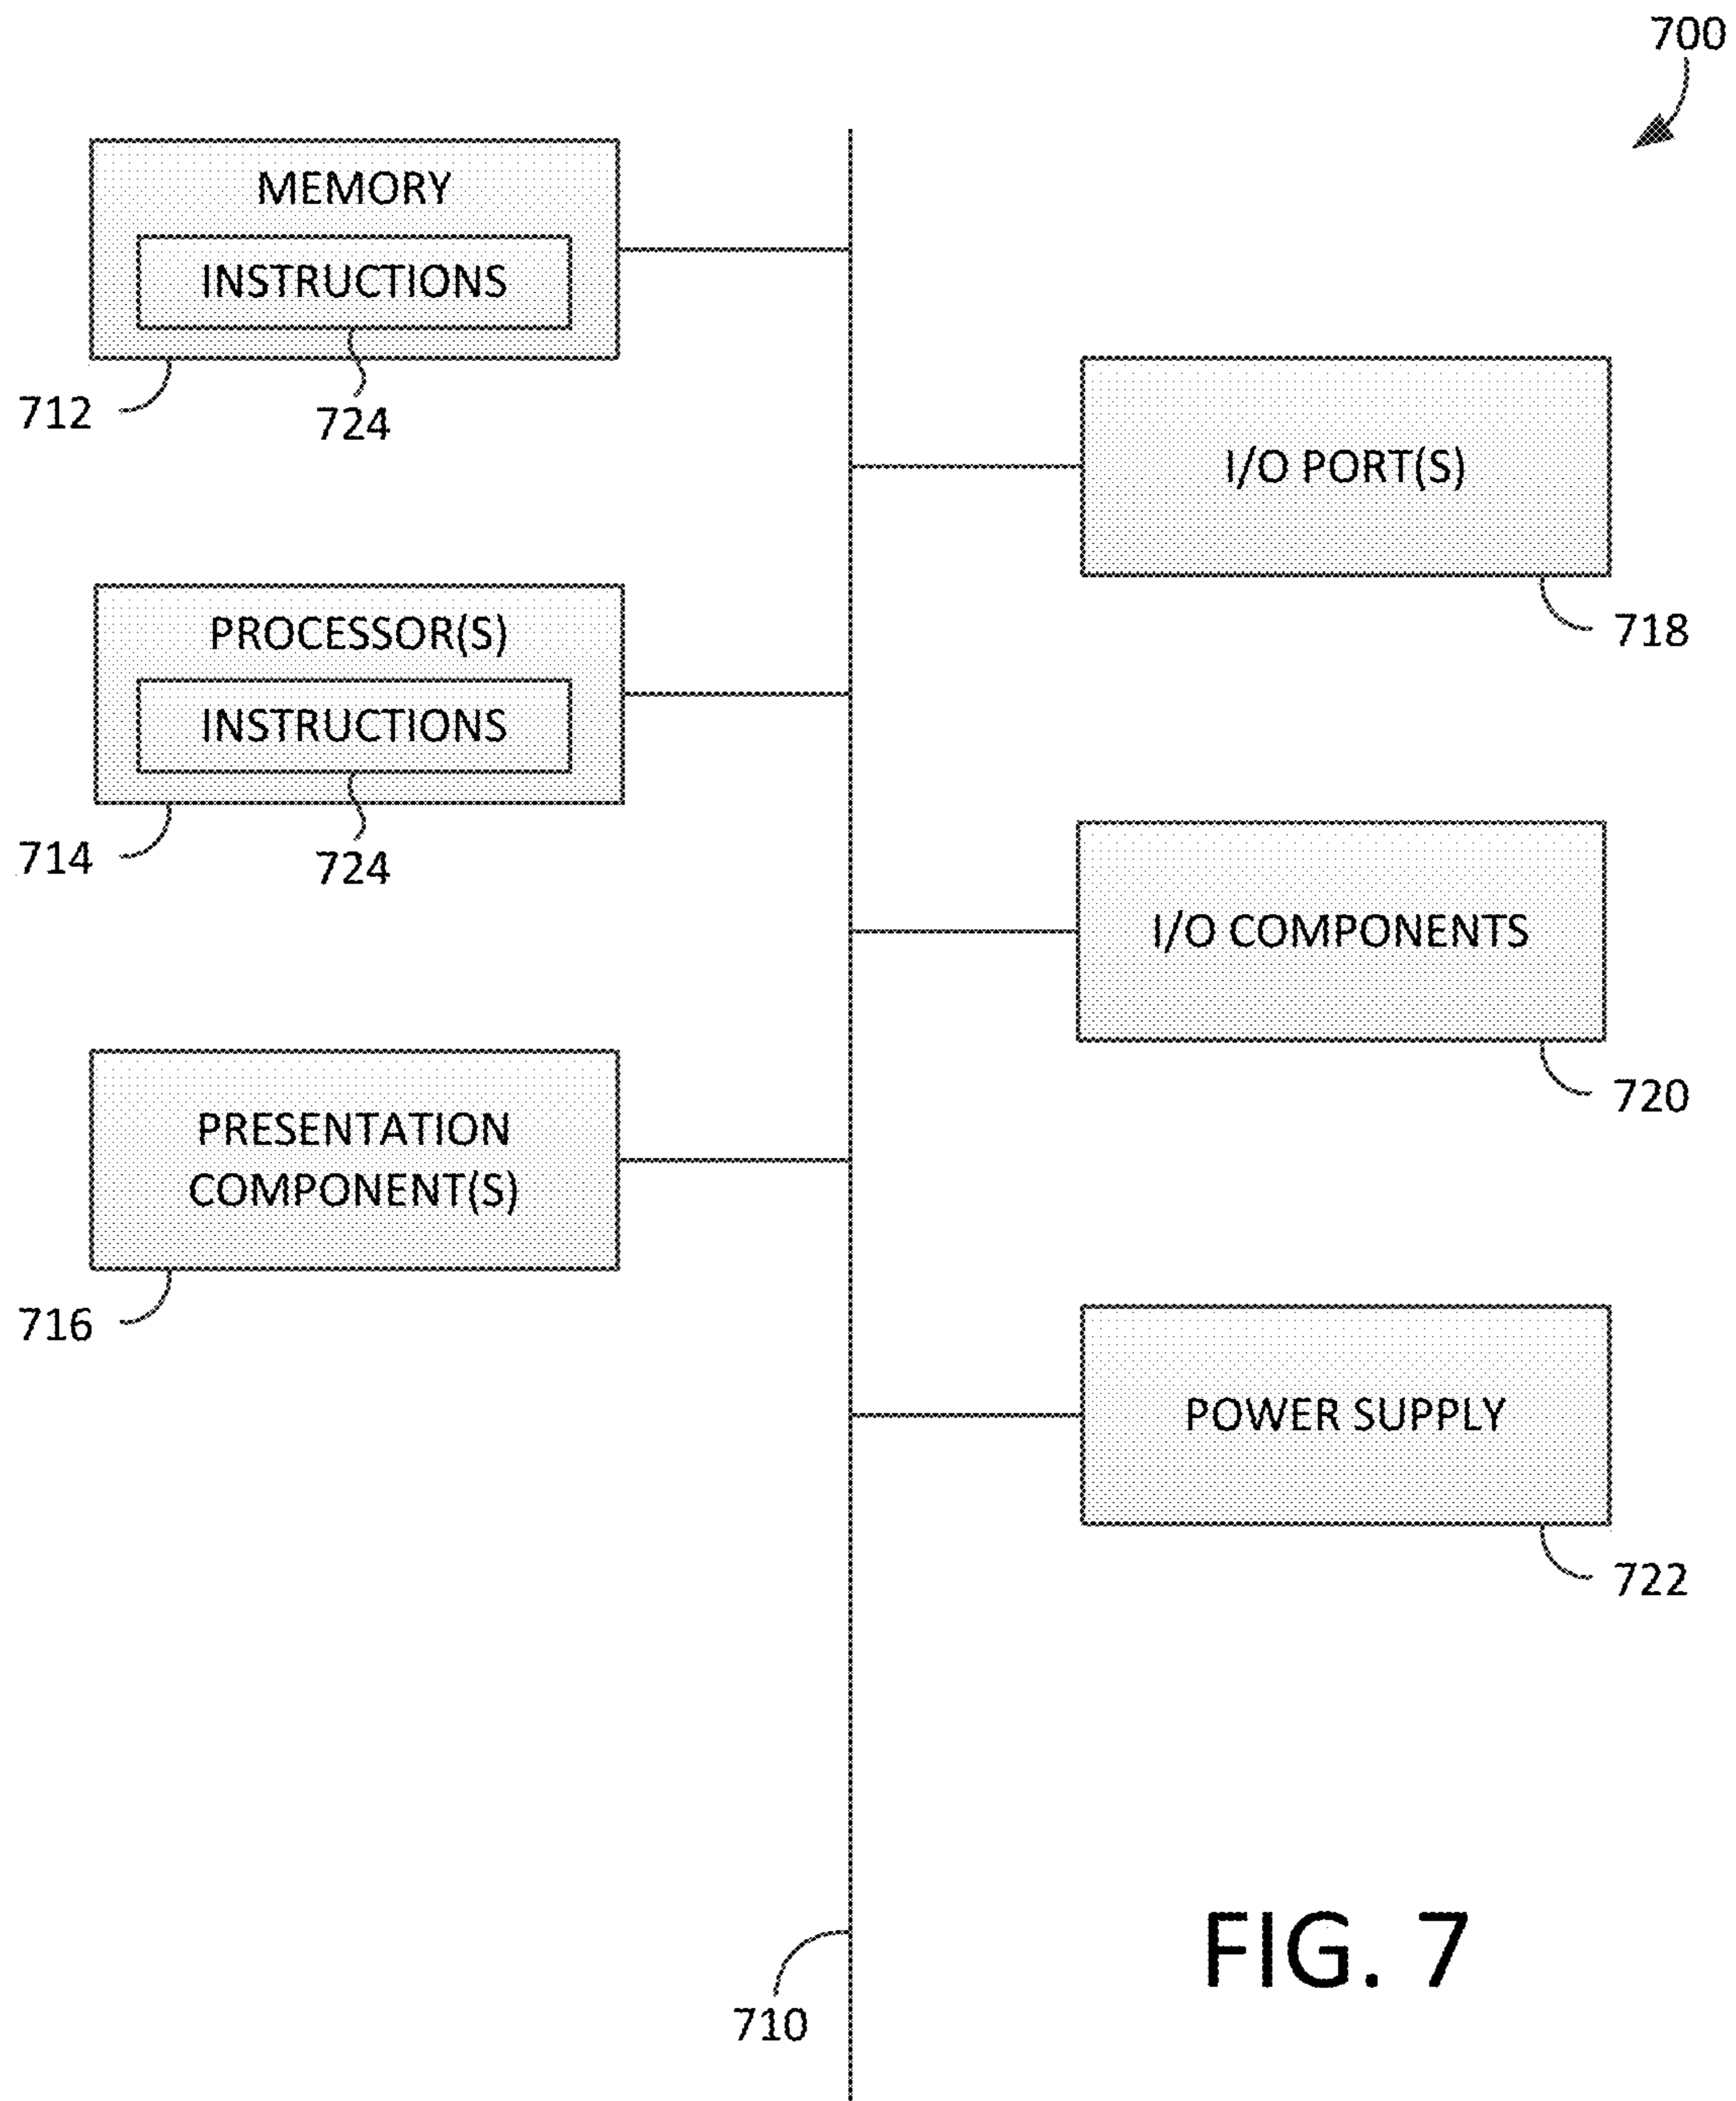 700
MEMORY
INSTRUCTIONS
712
724
I/O PORT(S)
718
PROCESSOR(S)
INSTRUCTIONS
714
724
I/O COMPONENTS
720
PRESENTATION
COMPONENT(S)
716
POWER SUPPLY
722
710
FIG. 7